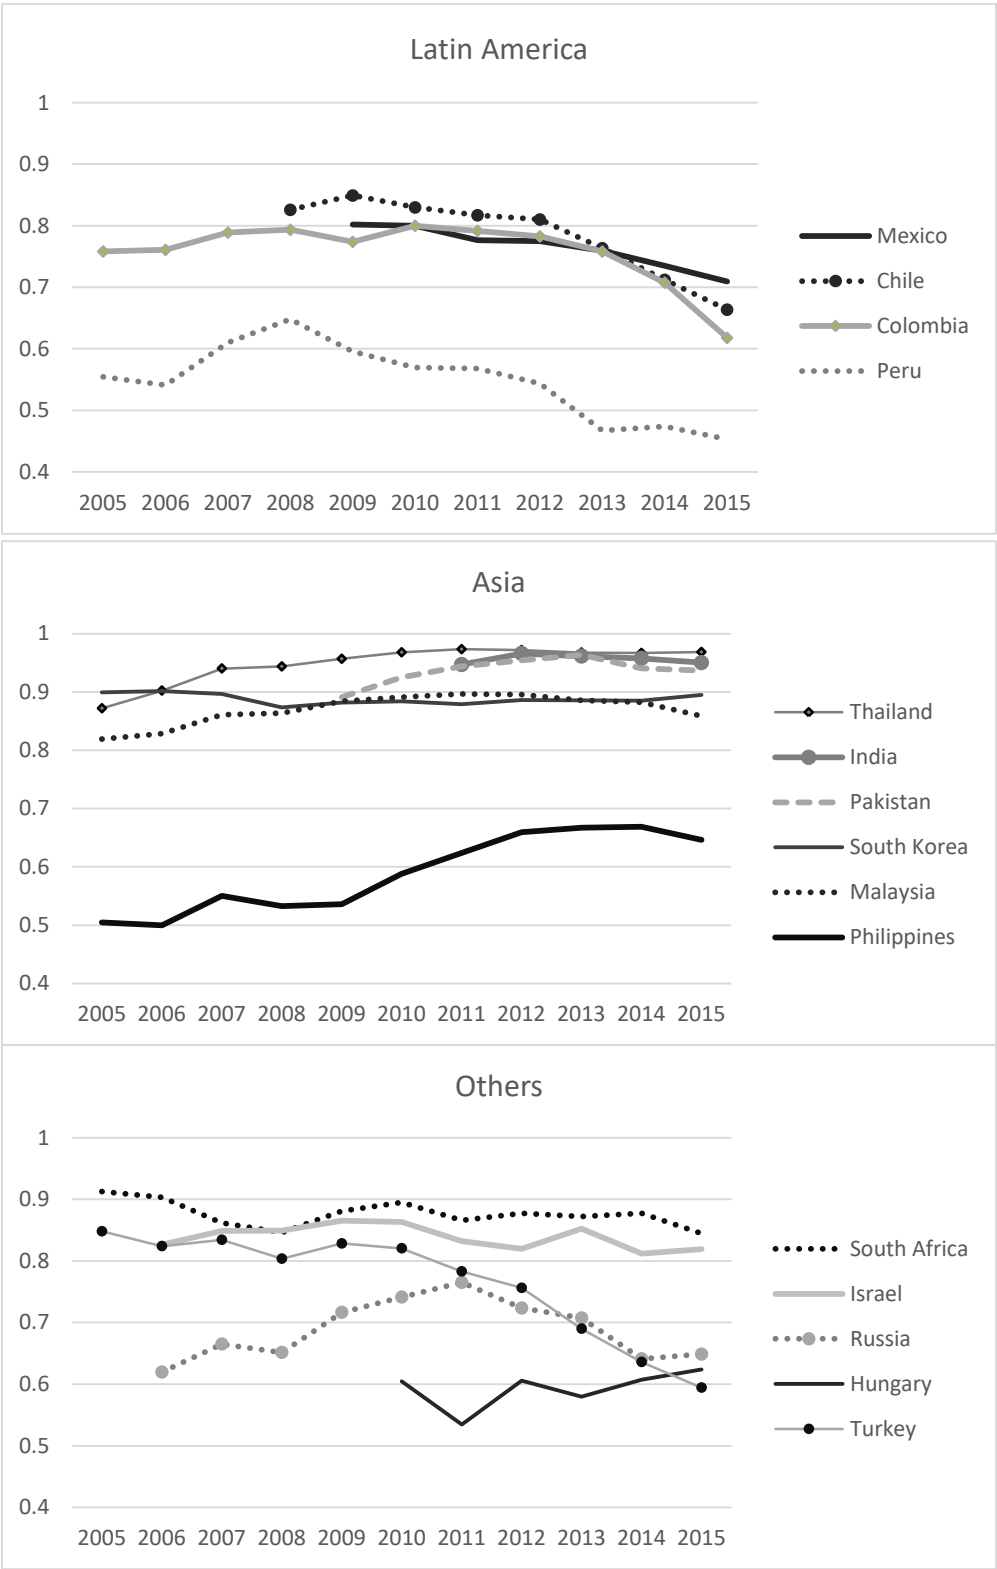 Latin America
1
0.9
0.8
0.7
0.6
0.5
0.4
2005 2006 2007 2008 2009 2010 2011 2012 2013 2014 2015
Mexico
Chile
Colombia
Peru
Asia
1
0.9
0.8
0.7
0.6
0.5
0.4
2005 2006 2007 2008 2009 2010 2011 2012 2013 2014 2015
Thailand
India
Pakistan
South Korea
Malaysia
Philippines
Others
1
0.9
0.8
0.7
0.6
0.5
0.4
2005 2006 2007 2008 2009 2010 2011 2012 2013 2014 2015
South Africa
Israel
Russia
Hungary
Turkey